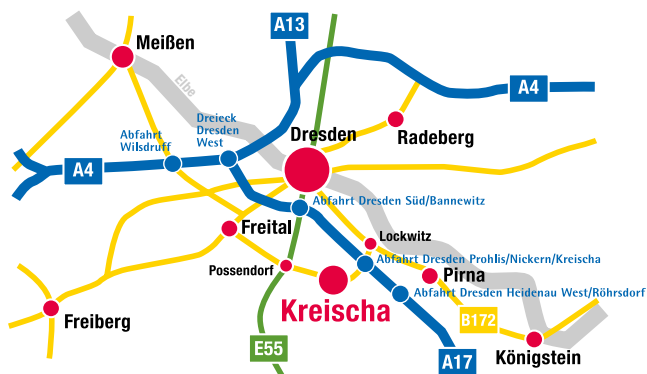 A13
Meißen
Elbe
A4
Dreieck
Dresden
West
Dresden
Radeberg
Abfahrt
Wilsdruff
A4
Abfahrt Dresden Süd/Bannewitz
Freital
Lockwitz
Possendorf
Abfahrt Dresden Prohlis/Nickern/Kreischa
Pirna
Abfahrt Dresden Heidenau West/Röhrsdorf
Kreischa
Freiberg
B172
E55
A17
Königstein